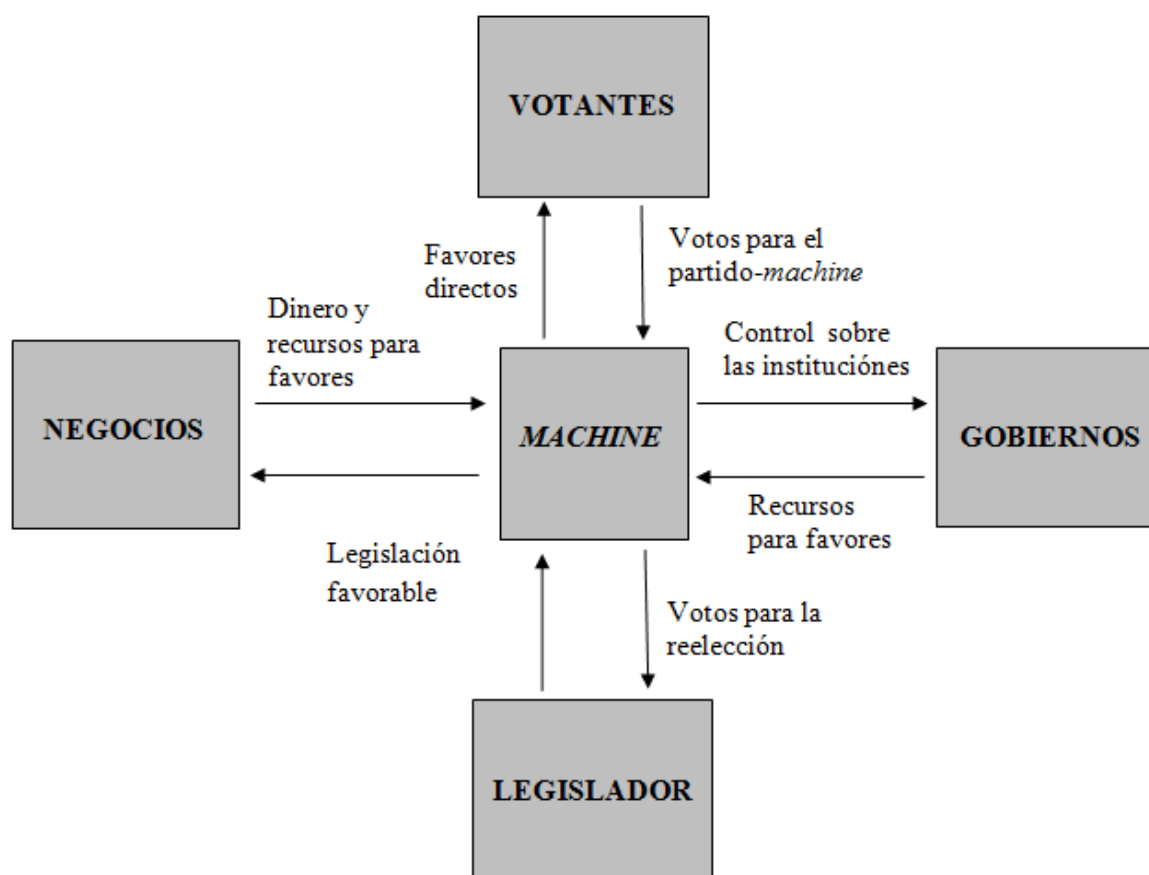 VOTANTES
Favores
directos
Votos para el
partido-machine
Dinero y
recursos para
favores
Control sobre
las instituciónes
NEGOCIOS
MACHINE
GOBIERNOS
Recursos
para favores
Legislación
favorable
Votos para la
reelección
LEGISLADOR